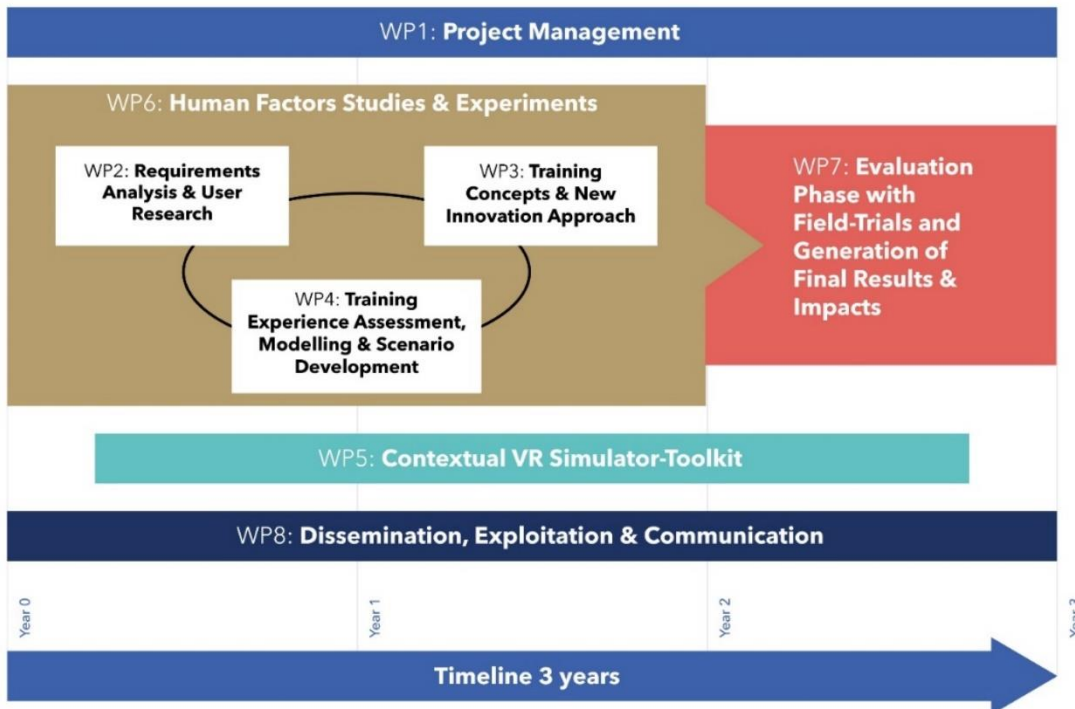 WP1: Project Management
WP6: Human Factors Studies & Experiments
WP2: Requirements
Analysis & User
Research
WP3: Training
Concepts & New
Innovation Approach
WP4: Training
Experience Assessment,
Modelling & Scenario
Development
WP7: Evaluation
Phase with
Field-Trials and
Generation of
Final Results &
Impacts
WP5: Contextual VR Simulator-Toolkit
WP8: Dissemination, Exploitation & Communication
Year 0
Year 1
Year 2
Year 3
Timeline 3 years